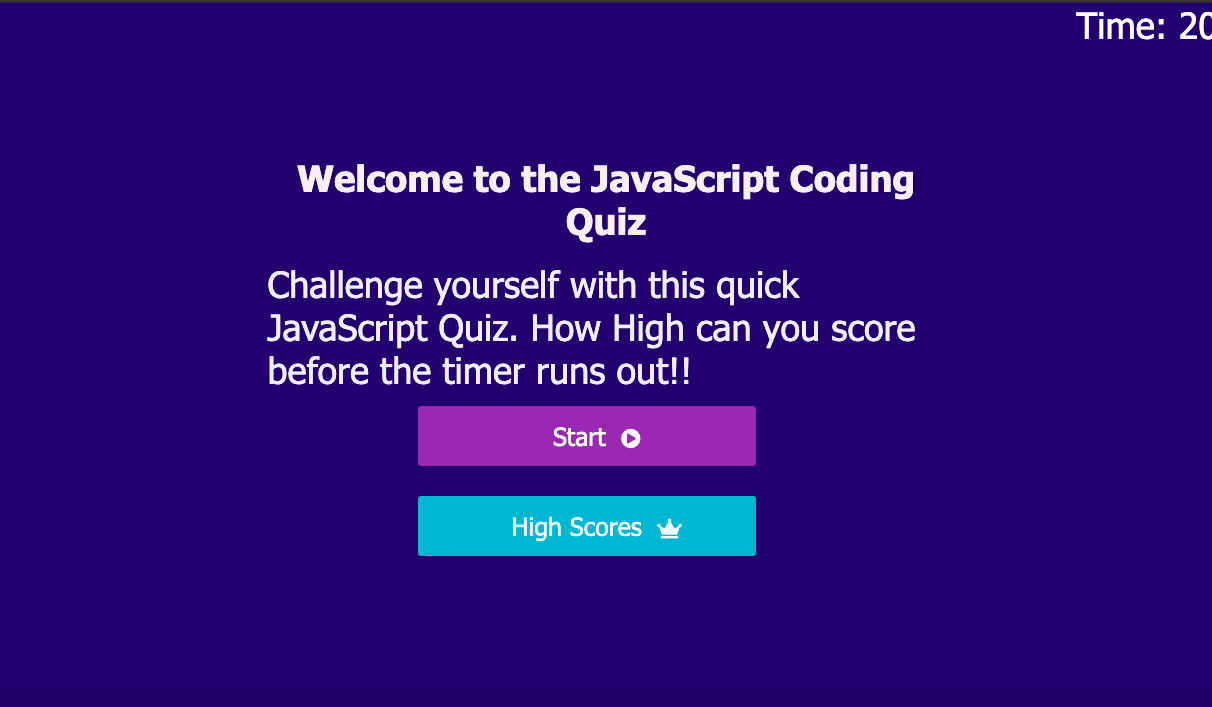 Time: 20
Welcome to the JavaScript Coding
Quiz
Challenge yourself with this quick
JavaScript Quiz. How High can you score
before the timer runs out!!
Start
High Scores